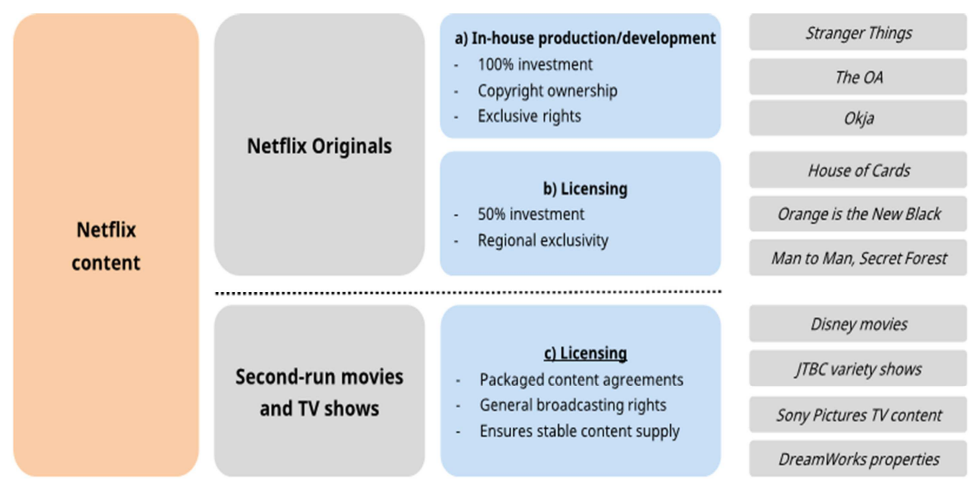 Netflix
content
Netflix Originals
a) In-house production/development
- 100% investment
- Copyright ownership
- Exclusive rights
Stranger Things
The OA
Okja
b) Licensing
- 50% investment
- Regional exclusivity
House of Cards
Orange is the New Black
Man to Man, Secret Forest
Second-run movies
and TV shows
c) Licensing
- Packaged content agreements
- General broadcasting rights
- Ensures stable content supply
Disney movies
JTBC variety shows
Sony Pictures TV content
DreamWorks properties